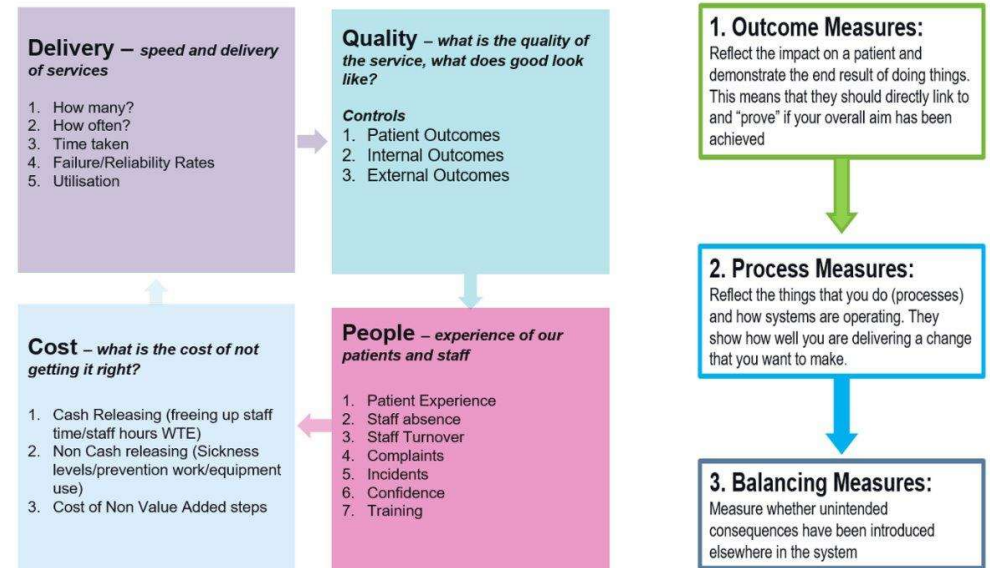 Delivery – speed and delivery
of services
1. How many?
2. How often?
3. Time taken
4. Failure/Reliability Rates
5. Utilisation
Quality – what is the quality of
the service, what does good look
like?
Controls
1. Patient Outcomes
2. Internal Outcomes
3. External Outcomes
Cost – what is the cost of not
getting it right?
1. Cash Releasing (freeing up staff
time/staff hours WTE)
2. Non Cash releasing (Sickness
levels/prevention work/equipment
use)
3. Cost of Non Value Added steps
People – experience of our
patients and staff
1. Patient Experience
2. Staff absence
3. Staff Turnover
4. Complaints
5. Incidents
6. Confidence
7. Training
1. Outcome Measures:
Reflect the impact on a patient and
demonstrate the end result of doing things.
This means that they should directly link to
and “prove” if your overall aim has been
achieved
2. Process Measures:
Reflect the things that you do (processes)
and how systems are operating. They
show how well you are delivering a change
that you want to make.
3. Balancing Measures:
Measure whether unintended
consequences have been introduced
elsewhere in the system